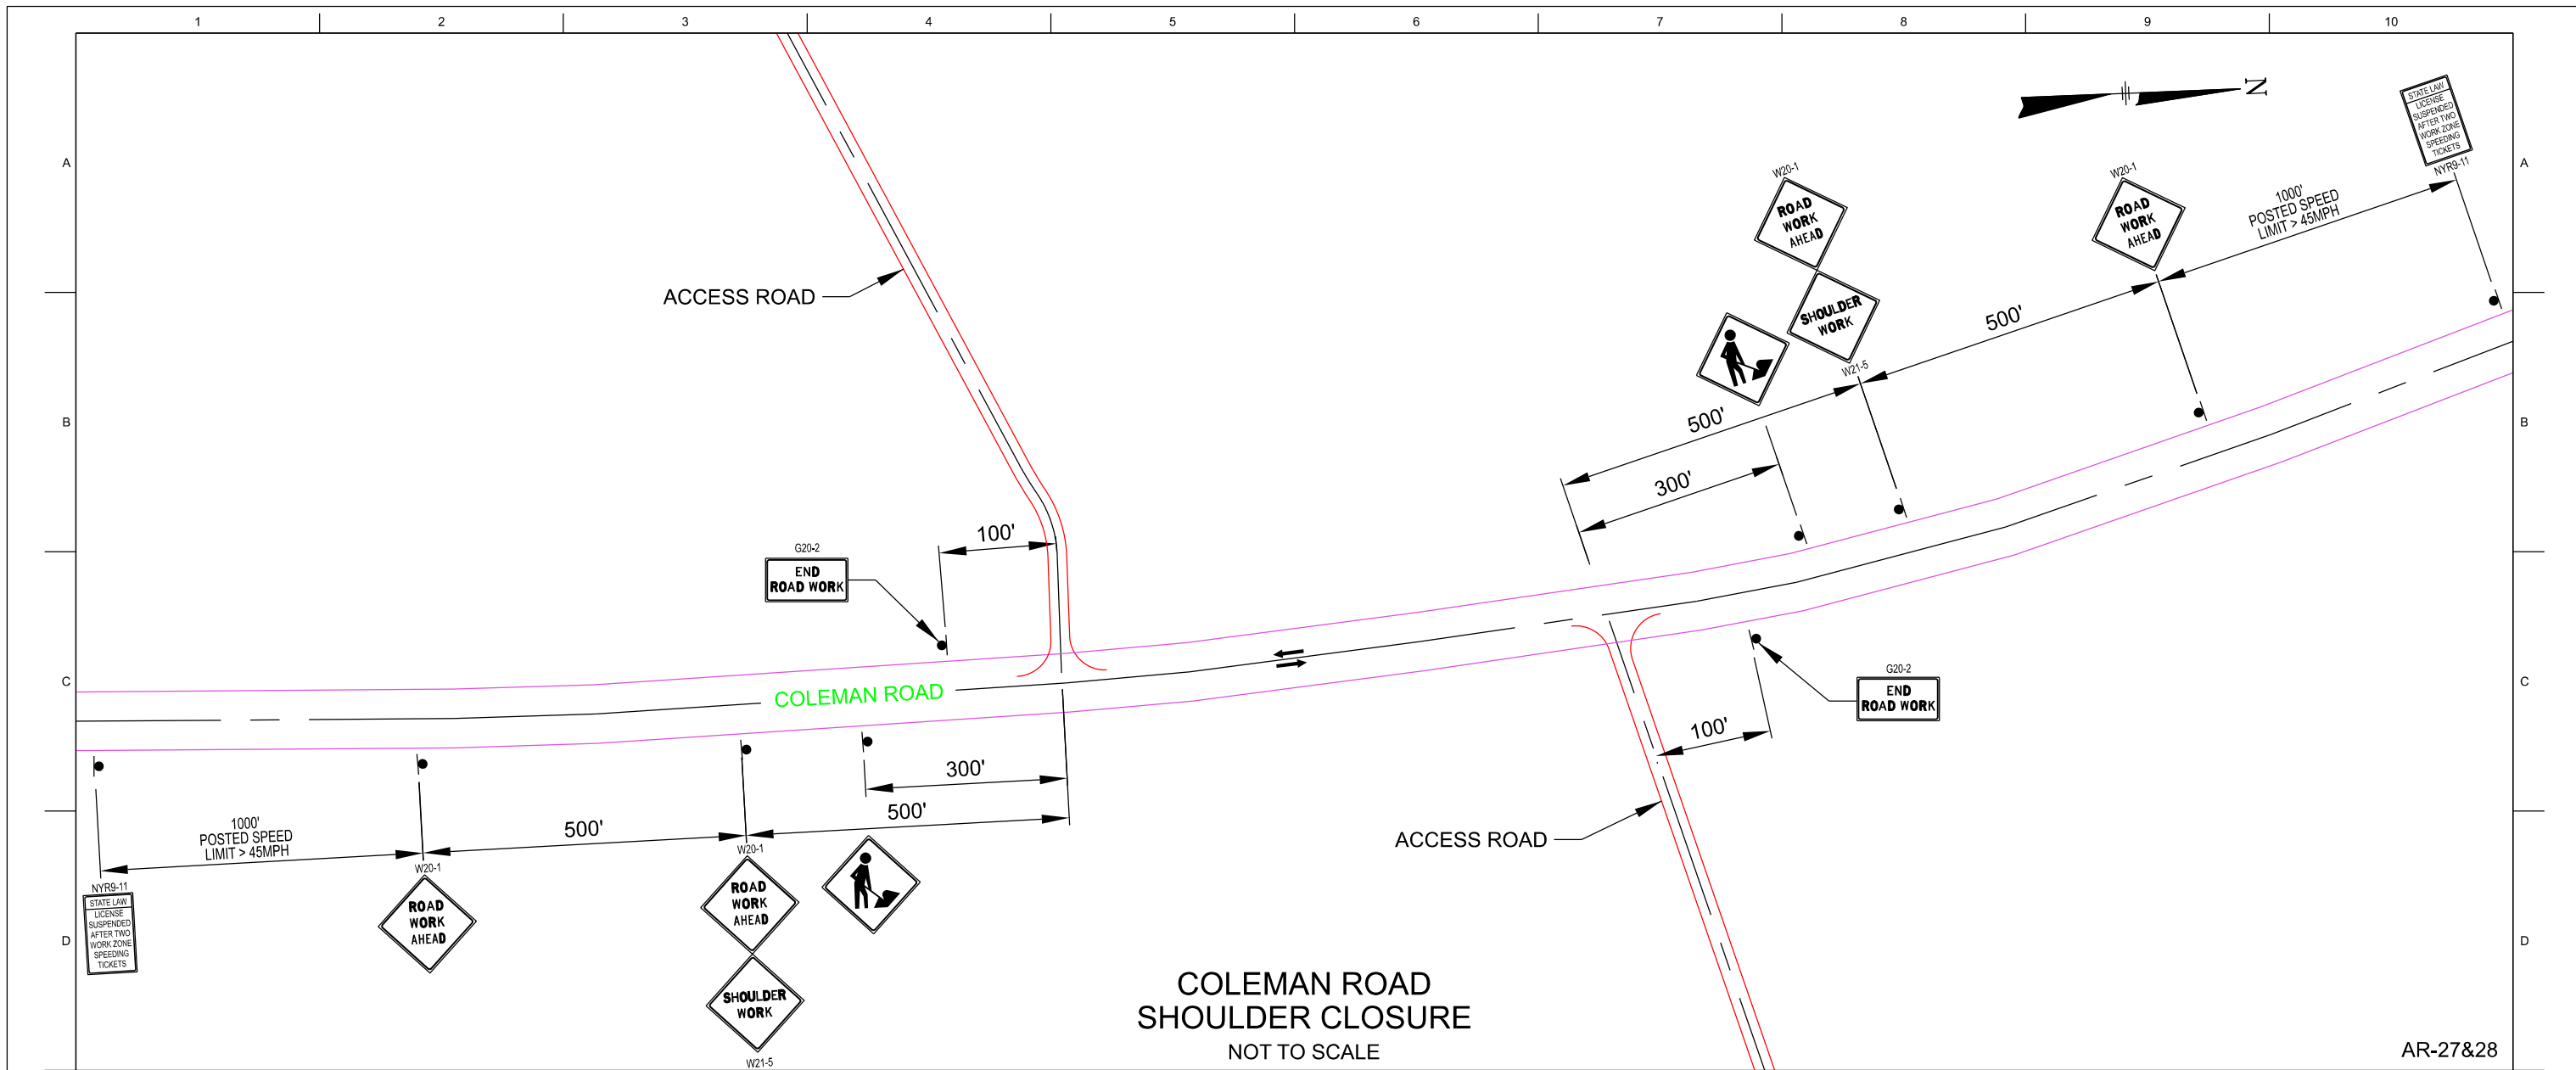 1 2 3 4 5 6 7 8 9 10
A
B
C
D
A
B
C
D
N
STATE LAW
LICENSE
SUSPENDED
AFTER TWO
WORK ZONE
SPEEDING
TICKETS
NYR9-11
1000'
POSTED SPEED
LIMIT > 45MPH
W20-1
ROAD
WORK
AHEAD
500'
W20-1
ROAD
WORK
AHEAD
SHOULDER
WORK
W21-5
500'
300'
ACCESS ROAD
100'
G20-2
END
ROAD WORK
COLEMAN ROAD
G20-2
END
ROAD WORK
100'
ACCESS ROAD
300'
500'
500'
1000'
POSTED SPEED
LIMIT > 45MPH
NYR9-11
STATE LAW
LICENSE
SUSPENDED
AFTER TWO
WORK ZONE
SPEEDING
TICKETS
W20-1
ROAD
WORK
AHEAD
W20-1
ROAD
WORK
AHEAD
SHOULDER
WORK
W21-5
COLEMAN ROAD
SHOULDER CLOSURE
NOT TO SCALE
AR-27&28